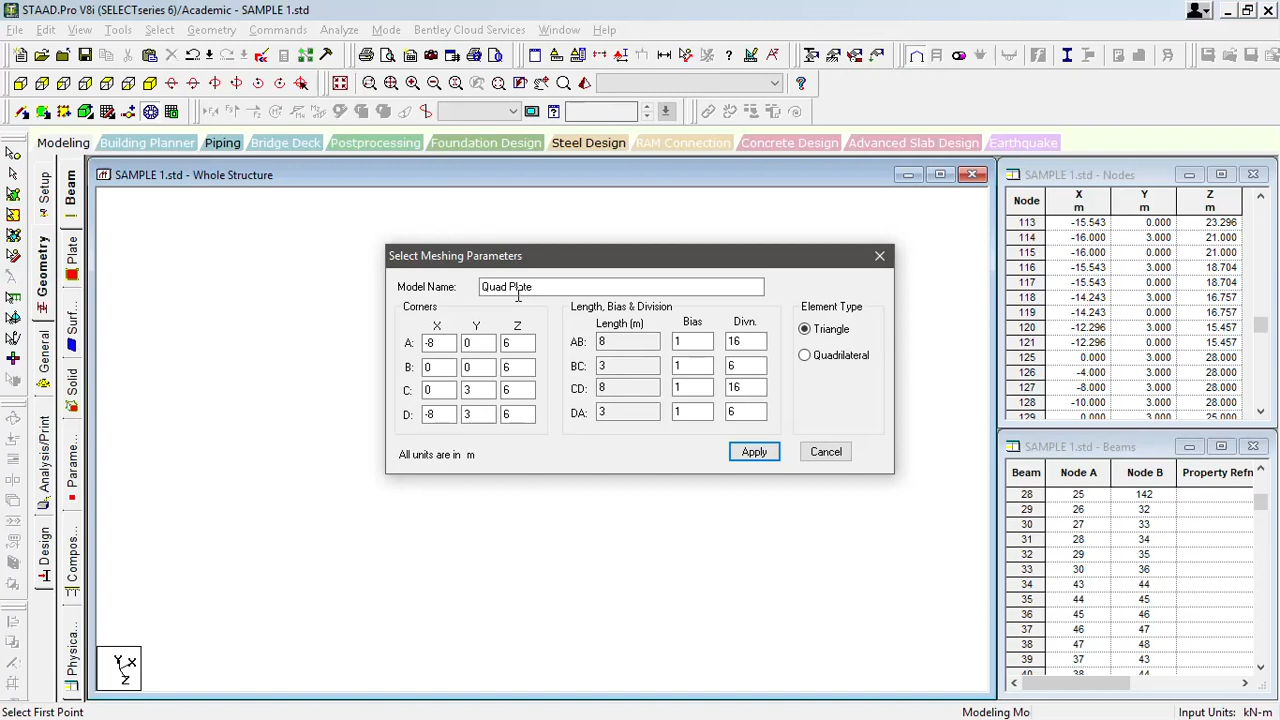 STAAD.Pro V8i (SELECTseries 6)/Academic - SAMPLE 1.std
File Edit View Tools Select Geometry Commands Analyze Mode Bentley Cloud Services Window Help
Modeling Building Planner Piping Bridge Deck Postprocessing Foundation Design Steel Design RAM Connection Concrete Design Advanced Slab Design Earthquake
Setup
Geometry
General
Analysis/Print
Design
Beam
Plate
Surf...
Solid
Parame...
Compos...
Physica...
SAMPLE 1.std - Whole Structure
Select Meshing Parameters
Model Name: Quad Plate
Corners
X Y Z
A: -8 0 6
B: 0 0 6
C: 0 3 6
D: -8 3 6
All units are in m
Length, Bias & Division
Length (m) Bias Divn.
AB: 8 1 16
BC: 3 1 6
CD: 8 1 16
DA: 3 1 6
Element Type
Triangle
Quadrilateral
Apply Cancel
Y X
Z
SAMPLE 1.std - Nodes
Node X m Y m Z m
113 -15.543 0.000 23.296
114 -16.000 3.000 21.000
115 -16.000 0.000 21.000
116 -15.543 3.000 18.704
117 -15.543 0.000 18.704
118 -14.243 3.000 16.757
119 -14.243 0.000 16.757
120 -12.296 3.000 15.457
121 -12.296 0.000 15.457
125 0.000 3.000 28.000
126 -4.000 3.000 28.000
127 -8.000 3.000 28.000
128 -10.000 3.000 28.000
129 0.000 3.000 25.000
SAMPLE 1.std - Beams
Beam Node A Node B Property Refn
28 25 142
29 26 32
30 27 33
31 28 34
32 29 35
33 30 36
34 43 44
35 44 45
36 45 46
37 46 47
38 47 48
39 37 43
40 38 44
Select First Point
Modeling Mo
Input Units: kN-m